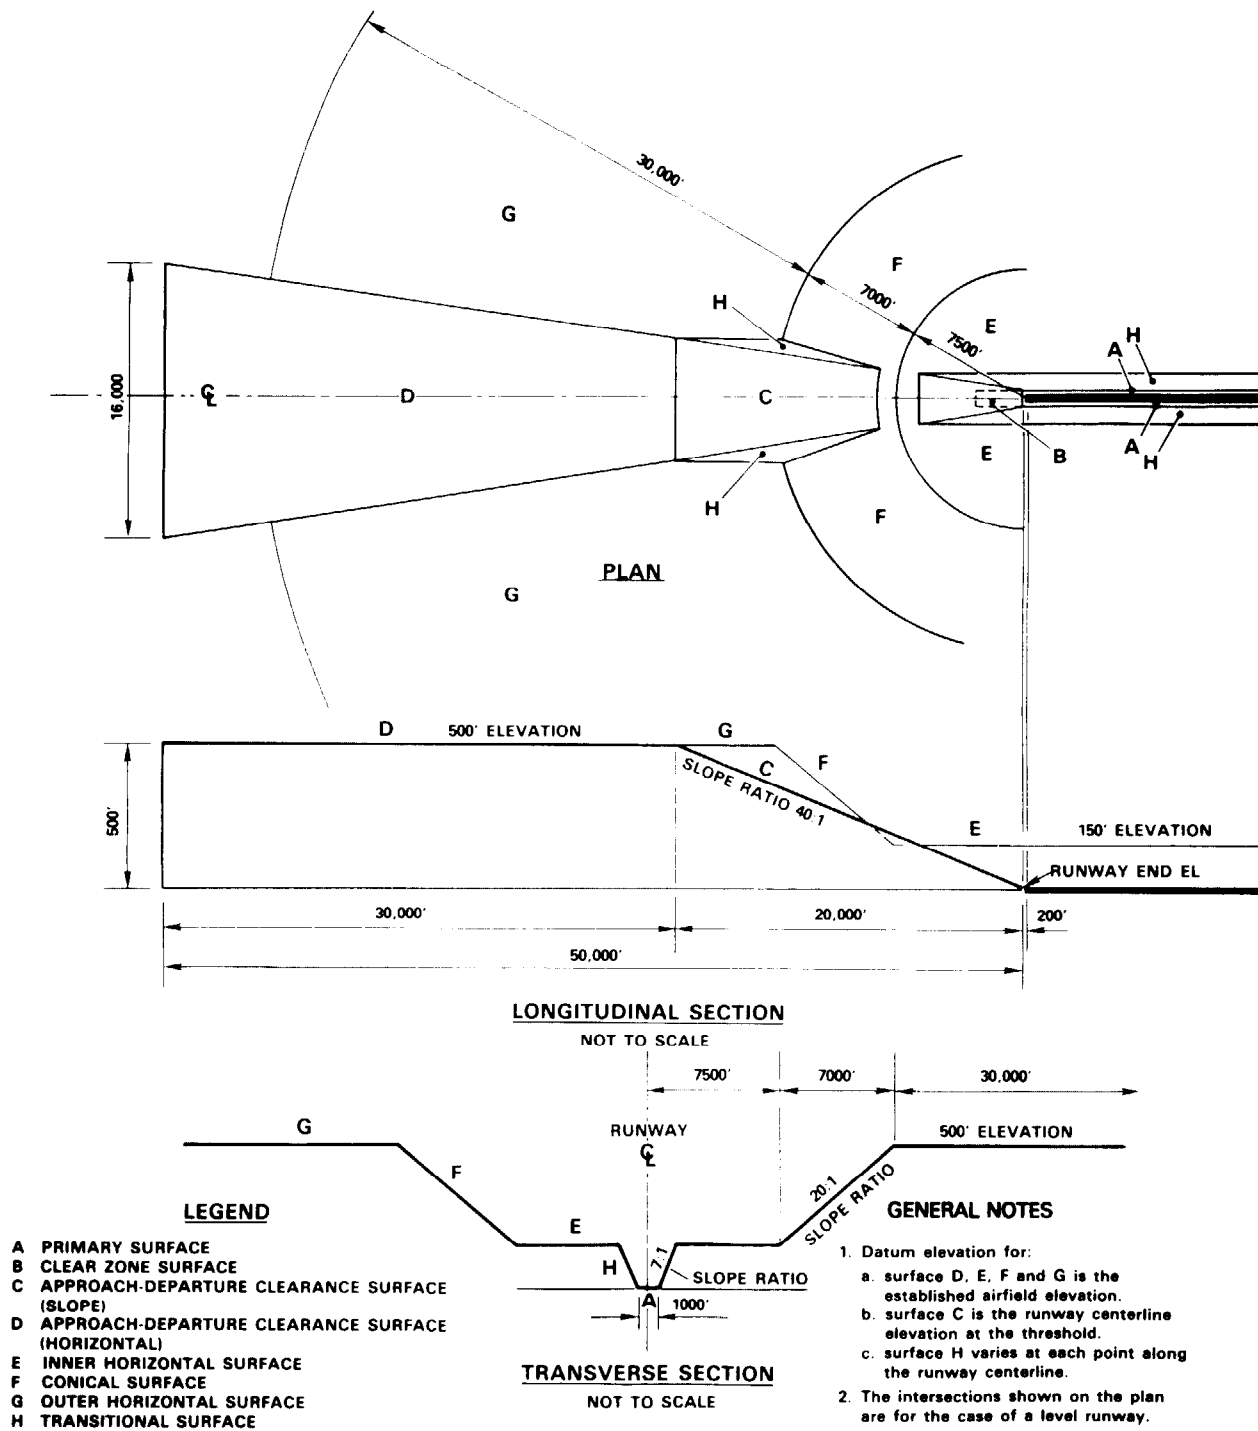 30,000'
G
F
7000'
H
E
7500'
H
A
16,000
℄
D
C
E
B
A
H
H
F
PLAN
G
D
500' ELEVATION
G
F
C
SLOPE RATIO 40:1
E
150' ELEVATION
500'
RUNWAY END EL
30,000'
20,000'
200'
50,000'
LONGITUDINAL SECTION
NOT TO SCALE
7500'
7000'
30,000'
G
RUNWAY
℄
500' ELEVATION
F
20:1
SLOPE RATIO
E
H
7:1
SLOPE RATIO
A
1000'
TRANSVERSE SECTION
NOT TO SCALE
LEGEND
A PRIMARY SURFACE
B CLEAR ZONE SURFACE
C APPROACH-DEPARTURE CLEARANCE SURFACE
(SLOPE)
D APPROACH-DEPARTURE CLEARANCE SURFACE
(HORIZONTAL)
E INNER HORIZONTAL SURFACE
F CONICAL SURFACE
G OUTER HORIZONTAL SURFACE
H TRANSITIONAL SURFACE
GENERAL NOTES
1. Datum elevation for:
a. surface D, E, F and G is the
established airfield elevation.
b. surface C is the runway centerline
elevation at the threshold.
c. surface H varies at each point along
the runway centerline.
2. The intersections shown on the plan
are for the case of a level runway.